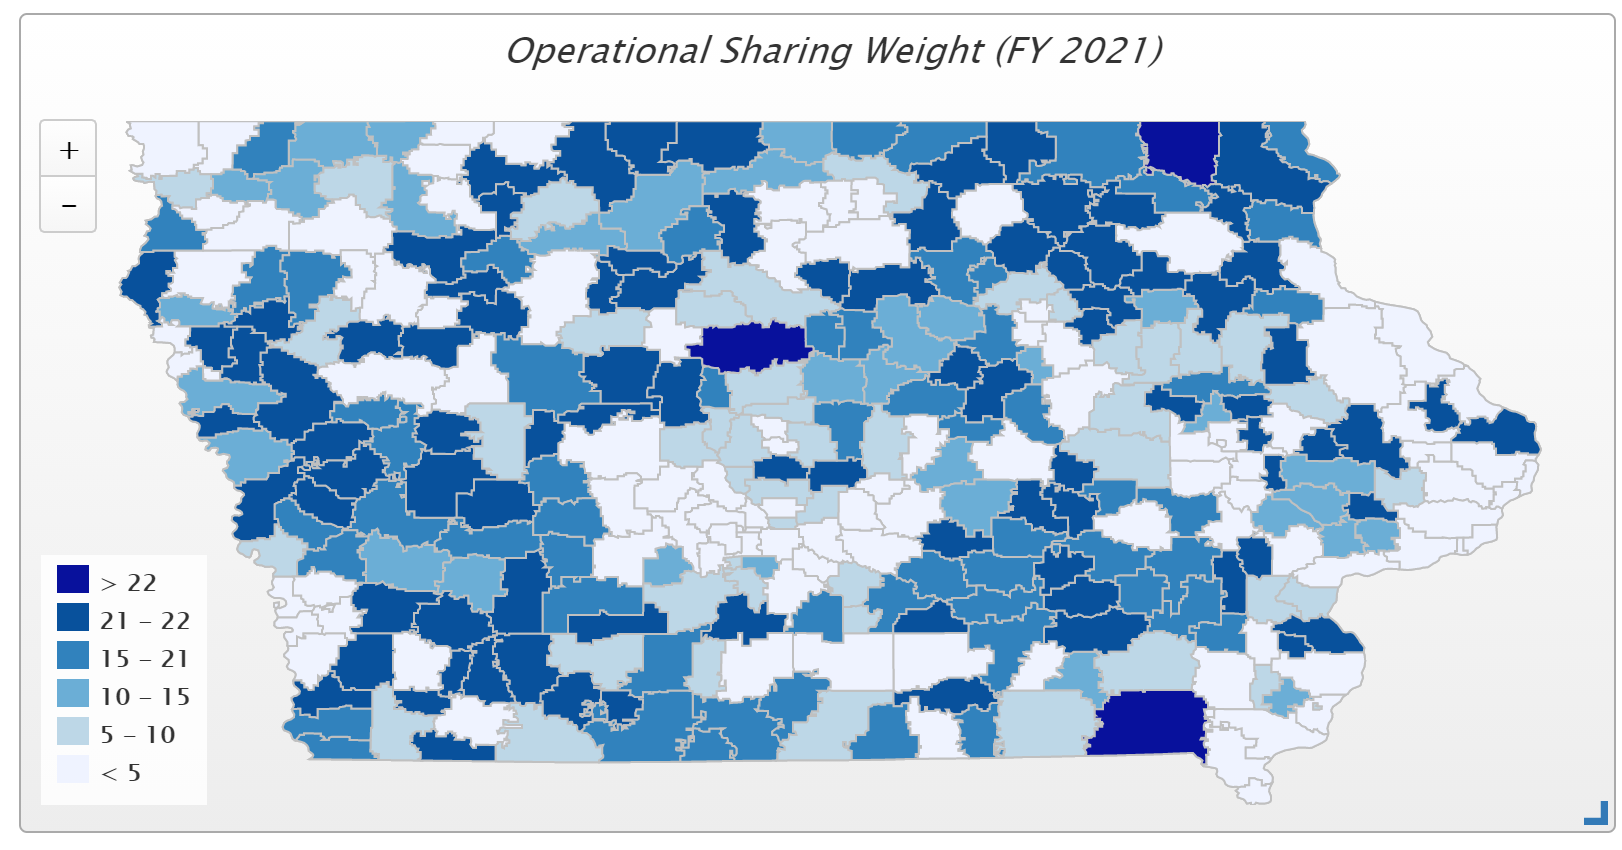 Operational Sharing Weight (FY 2021)
+
−
> 22
21 – 22
15 – 21
10 – 15
5 – 10
< 5